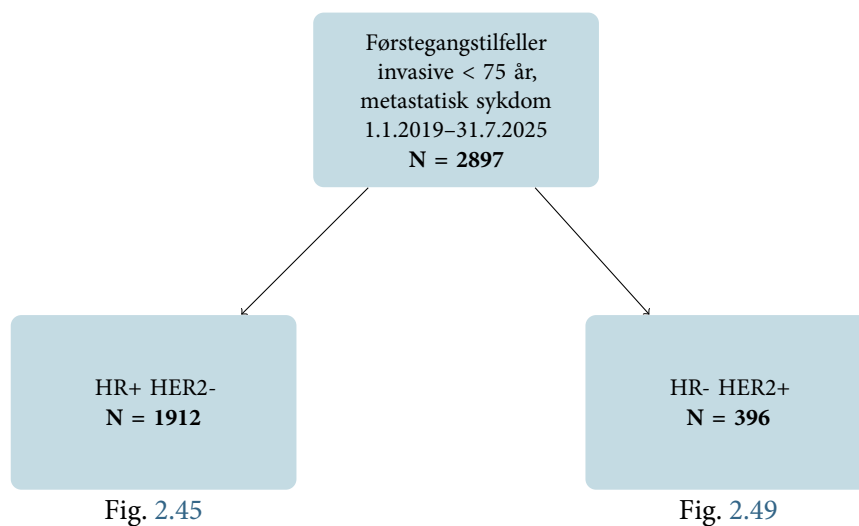 Førstegangstilfeller
invasive < 75 år,
metastatisk sykdom
1.1.2019–31.7.2025
N = 2897
HR+ HER2-
N = 1912
HR- HER2+
N = 396
Fig. 2.45
Fig. 2.49